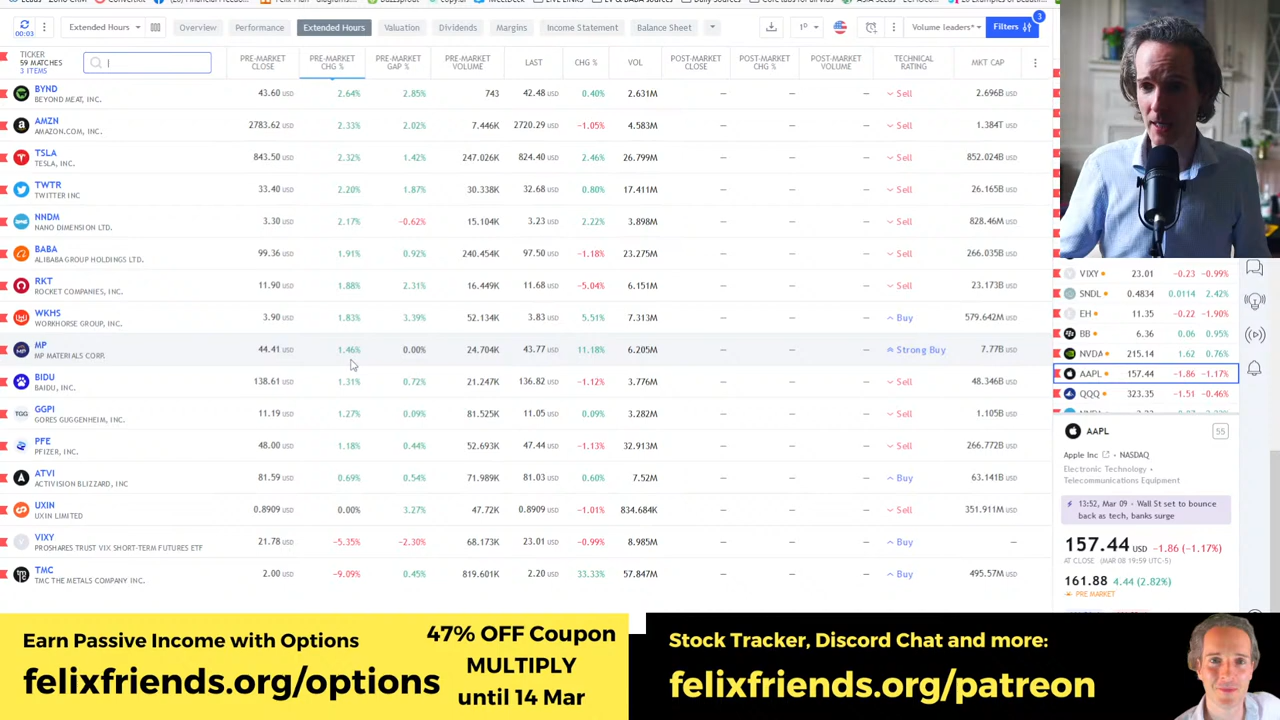 00:03
Extended Hours
Overview
Performance
Extended Hours
Valuation
Dividends
Margins
Income Statement
Balance Sheet
1D
Volume leaders*
Filters
3
TICKER
59 MATCHES
3 ITEMS
PRE-MARKET CLOSE
PRE-MARKET CHG %
PRE-MARKET GAP %
PRE-MARKET VOLUME
LAST
CHG %
VOL
POST-MARKET CLOSE
POST-MARKET CHG %
POST-MARKET VOLUME
TECHNICAL RATING
MKT CAP
BYND 43.60 USD 2.64% 2.85% 743 42.48 USD 0.40% 2.631M — — — Sell 2.696B USD
BEYOND MEAT, INC.
AMZN 2783.62 USD 2.33% 2.02% 7.446K 2720.29 USD −1.05% 4.583M — — — Sell 1.384T USD
AMAZON.COM, INC.
TSLA 843.50 USD 2.32% 1.42% 247.026K 824.40 USD 2.46% 26.799M — — — Sell 852.024B USD
TESLA, INC.
TWTR 33.40 USD 2.20% 1.87% 30.338K 32.68 USD 0.80% 17.411M — — — Sell 26.165B USD
TWITTER INC
NNDM 3.30 USD 2.17% −0.62% 15.104K 3.23 USD 2.22% 3.898M — — — Sell 828.46M USD
NANO DIMENSION LTD.
BABA 99.36 USD 1.91% 0.92% 240.454K 97.50 USD −1.18% 23.275M — — — Sell 266.035B USD
ALIBABA GROUP HOLDINGS LTD.
RKT 11.90 USD 1.88% 2.31% 16.449K 11.68 USD −5.04% 6.151M — — — Sell 23.173B USD
ROCKET COMPANIES, INC.
WKHS 3.90 USD 1.83% 3.39% 52.134K 3.83 USD 5.51% 7.313M — — — Buy 579.642M USD
WORKHORSE GROUP, INC.
MP 44.41 USD 1.46% 0.00% 24.704K 43.77 USD 11.18% 6.205M — — — Strong Buy 7.77B USD
MP MATERIALS CORP.
BIDU 138.61 USD 1.31% 0.72% 21.247K 136.82 USD −1.12% 3.776M — — — Sell 48.346B USD
BAIDU, INC.
GGPI 11.19 USD 1.27% 0.09% 81.525K 11.05 USD 0.09% 3.282M — — — Sell 1.105B USD
GORES GUGGENHEIM, INC.
PFE 48.00 USD 1.18% 0.44% 52.693K 47.44 USD −1.13% 32.913M — — — Sell 266.772B USD
PFIZER, INC.
ATVI 81.59 USD 0.69% 0.54% 71.989K 81.03 USD 0.60% 7.52M — — — Buy 63.141B USD
ACTIVISION BLIZZARD, INC
UXIN 0.8909 USD 0.00% 3.27% 47.72K 0.8909 USD −1.01% 834.684K — — — Sell 351.911M USD
UXIN LIMITED
VIXY 21.78 USD −5.35% −2.30% 68.173K 23.01 USD −0.99% 8.985M — — — Buy —
PROSHARES TRUST VIX SHORT-TERM FUTURES ETF
TMC 2.00 USD −9.09% 0.45% 819.601K 2.20 USD 33.33% 57.847M — — — Buy 495.57M USD
TMC THE METALS COMPANY INC.
VIXY 23.01 −0.23 −0.99%
SNDL 0.4834 0.0114 2.42%
EH 11.35 −0.22 −1.90%
BB 6.36 0.06 0.95%
NVDA 215.14 1.62 0.76%
AAPL 157.44 −1.86 −1.17%
QQQ 323.35 −1.51 −0.46%
AAPL
55
Apple Inc • NASDAQ
Electronic Technology •
Telecommunications Equipment
13:52, Mar 09 • Wall St set to bounce
back as tech, banks surge
157.44 USD −1.86 (−1.17%)
AT CLOSE (MAR 08 19:59 UTC-5)
161.88 4.44 (2.82%)
PRE MARKET
Earn Passive Income with Options
felixfriends.org/options
47% OFF Coupon
MULTIPLY
until 14 Mar
Stock Tracker, Discord Chat and more:
felixfriends.org/patreon